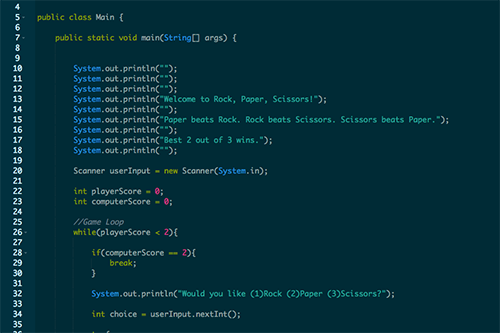 4
5 public class Main {
6
7 public static void main(String[] args) {
8
9
10 System.out.println("");
11 System.out.println("");
12 System.out.println("");
13 System.out.println("Welcome to Rock, Paper, Scissors!");
14 System.out.println("");
15 System.out.println("Paper beats Rock. Rock beats Scissors. Scissors beats Paper.");
16 System.out.println("");
17 System.out.println("Best 2 out of 3 wins.");
18 System.out.println("");
19
20 Scanner userInput = new Scanner(System.in);
21
22 int playerScore = 0;
23 int computerScore = 0;
24
25 //Game Loop
26 while(playerScore < 2){
27
28 if(computerScore == 2){
29 break;
30 }
31
32 System.out.println("Would you like (1)Rock (2)Paper (3)Scissors?");
33
34 int choice = userInput.nextInt();
35